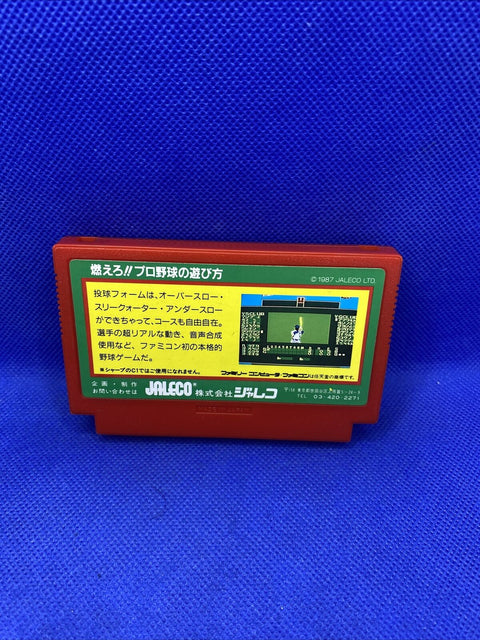 燃えろ!!プロ野球の遊び方
© 1987 JALECO LTD.
投球フォームは、オーバースロー・
スリークォーター・アンダースロー
ができちゃって、コースも自由自在。
選手の超リアルな動き、音声合成
使用など、ファミコン初の本格的
野球ゲームだ。
※シャープのC1ではご使用になれません。
ファミリーコンピュータ・ファミコンは任天堂の商標です。
企画・制作
お問い合わせは
JALECO® 株式会社ジャレコ
TEL 03-420-2271
MADE IN JAPAN